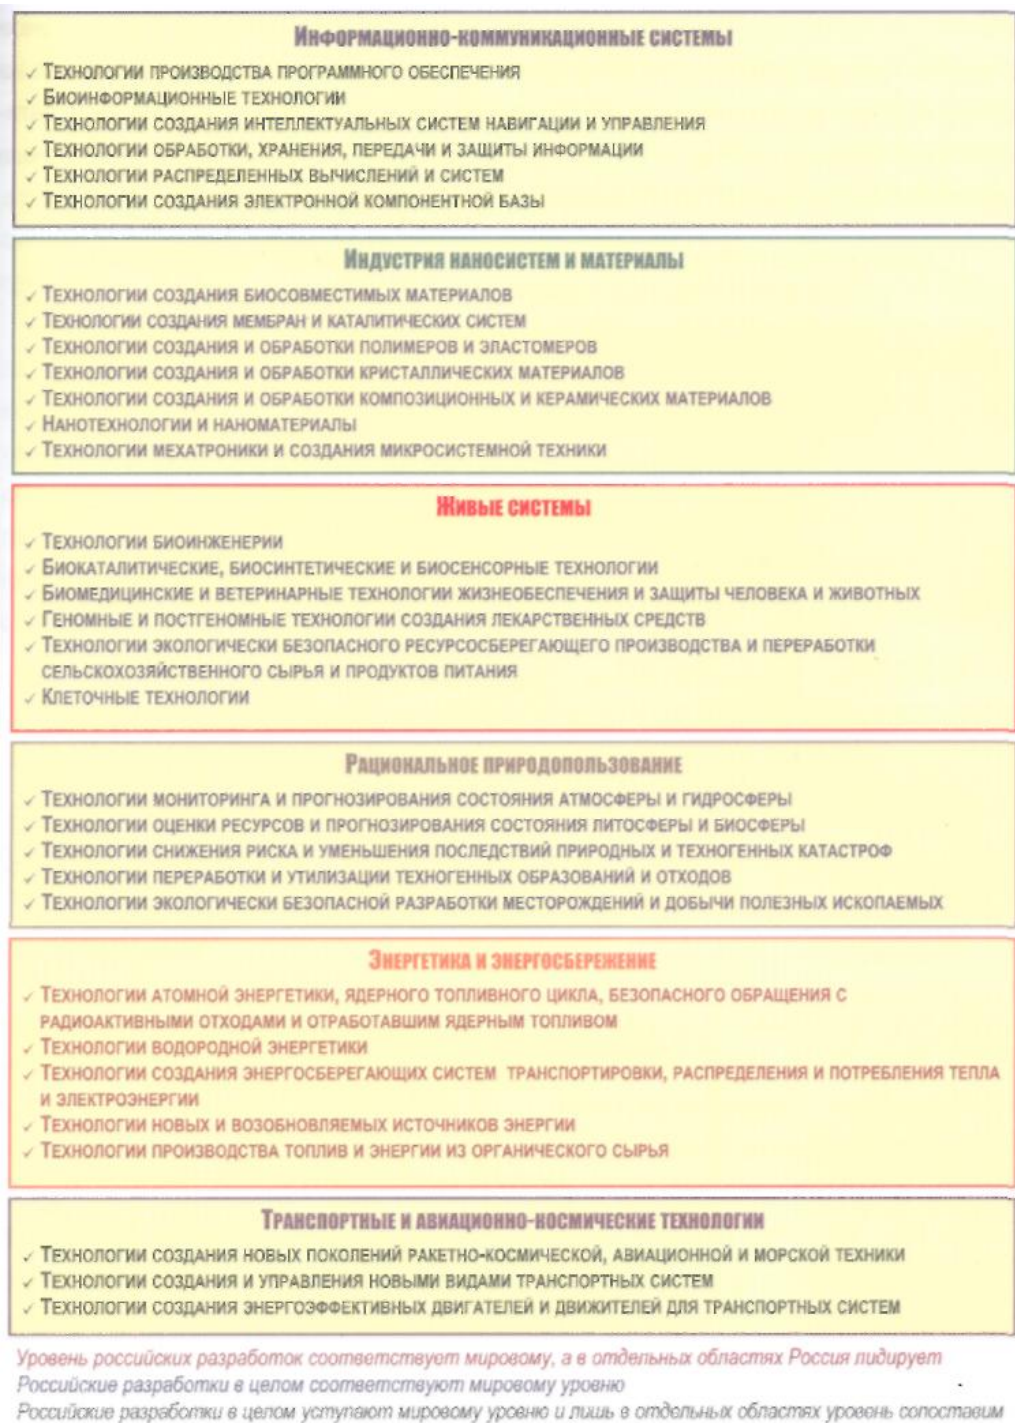 Информационно-коммуникационные системы
✓ Технологии производства программного обеспечения
✓ Биоинформационные технологии
✓ Технологии создания интеллектуальных систем навигации и управления
✓ Технологии обработки, хранения, передачи и защиты информации
✓ Технологии распределенных вычислений и систем
✓ Технологии создания электронной компонентной базы
Индустрия наносистем и материалы
✓ Технологии создания биосовместимых материалов
✓ Технологии создания мембран и каталитических систем
✓ Технологии создания и обработки полимеров и эластомеров
✓ Технологии создания и обработки кристаллических материалов
✓ Технологии создания и обработки композиционных и керамических материалов
✓ Нанотехнологии и наноматериалы
✓ Технологии мехатроники и создания микросистемной техники
Живые системы
✓ Технологии биоинженерии
✓ Биокаталитические, биосинтетические и биосенсорные технологии
✓ Биомедицинские и ветеринарные технологии жизнеобеспечения и защиты человека и животных
✓ Геномные и постгеномные технологии создания лекарственных средств
✓ Технологии экологически безопасного ресурсосберегающего производства и переработки
сельскохозяйственного сырья и продуктов питания
✓ Клеточные технологии
Рациональное природопользование
✓ Технологии мониторинга и прогнозирования состояния атмосферы и гидросферы
✓ Технологии оценки ресурсов и прогнозирования состояния литосферы и биосферы
✓ Технологии снижения риска и уменьшения последствий природных и техногенных катастроф
✓ Технологии переработки и утилизации техногенных образований и отходов
✓ Технологии экологически безопасной разработки месторождений и добычи полезных ископаемых
Энергетика и энергосбережение
✓ Технологии атомной энергетики, ядерного топливного цикла, безопасного обращения с
радиоактивными отходами и отработавшим ядерным топливом
✓ Технологии водородной энергетики
✓ Технологии создания энергосберегающих систем транспортировки, распределения и потребления тепла
и электроэнергии
✓ Технологии новых и возобновляемых источников энергии
✓ Технологии производства топлив и энергии из органического сырья
Транспортные и авиационно-космические технологии
✓ Технологии создания новых поколений ракетно-космической, авиационной и морской техники
✓ Технологии создания и управления новыми видами транспортных систем
✓ Технологии создания энергоэффективных двигателей и движителей для транспортных систем
Уровень российских разработок соответствует мировому, а в отдельных областях Россия лидирует
Российские разработки в целом соответствуют мировому уровню
Российские разработки в целом уступают мировому уровню и лишь в отдельных областях уровень сопоставим